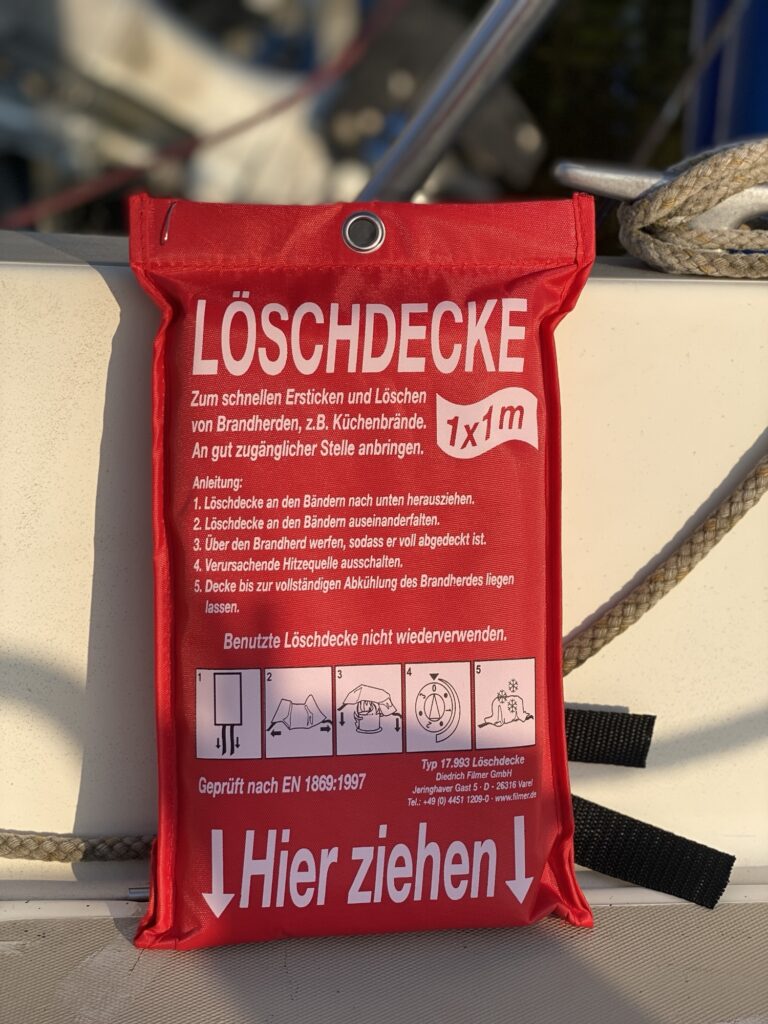 LÖSCHDECKE
Zum schnellen Ersticken und Löschen
von Brandherden, z.B. Küchenbrände.
An gut zugänglicher Stelle anbringen.
1x1m
Anleitung:
1. Löschdecke an den Bändern nach unten herausziehen.
2. Löschdecke an den Bändern auseinanderfalten.
3. Über den Brandherd werfen, sodass er voll abgedeckt ist.
4. Verursachende Hitzequelle ausschalten.
5. Decke bis zur vollständigen Abkühlung des Brandherdes liegen
lassen.
Benutzte Löschdecke nicht wiederverwenden.
1 2 3 4 5
0
Geprüft nach EN 1869:1997
Typ 17.993 Löschdecke
Diedrich Filmer GmbH
Jeringhaver Gast 5 · D - 26316 Varel
Tel.: +49 (0) 4451 1209-0 · www.filmer.de
↓Hier ziehen↓